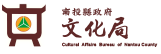 南投縣政府
文化局
Cultural Affairs Bureau of Nantou County